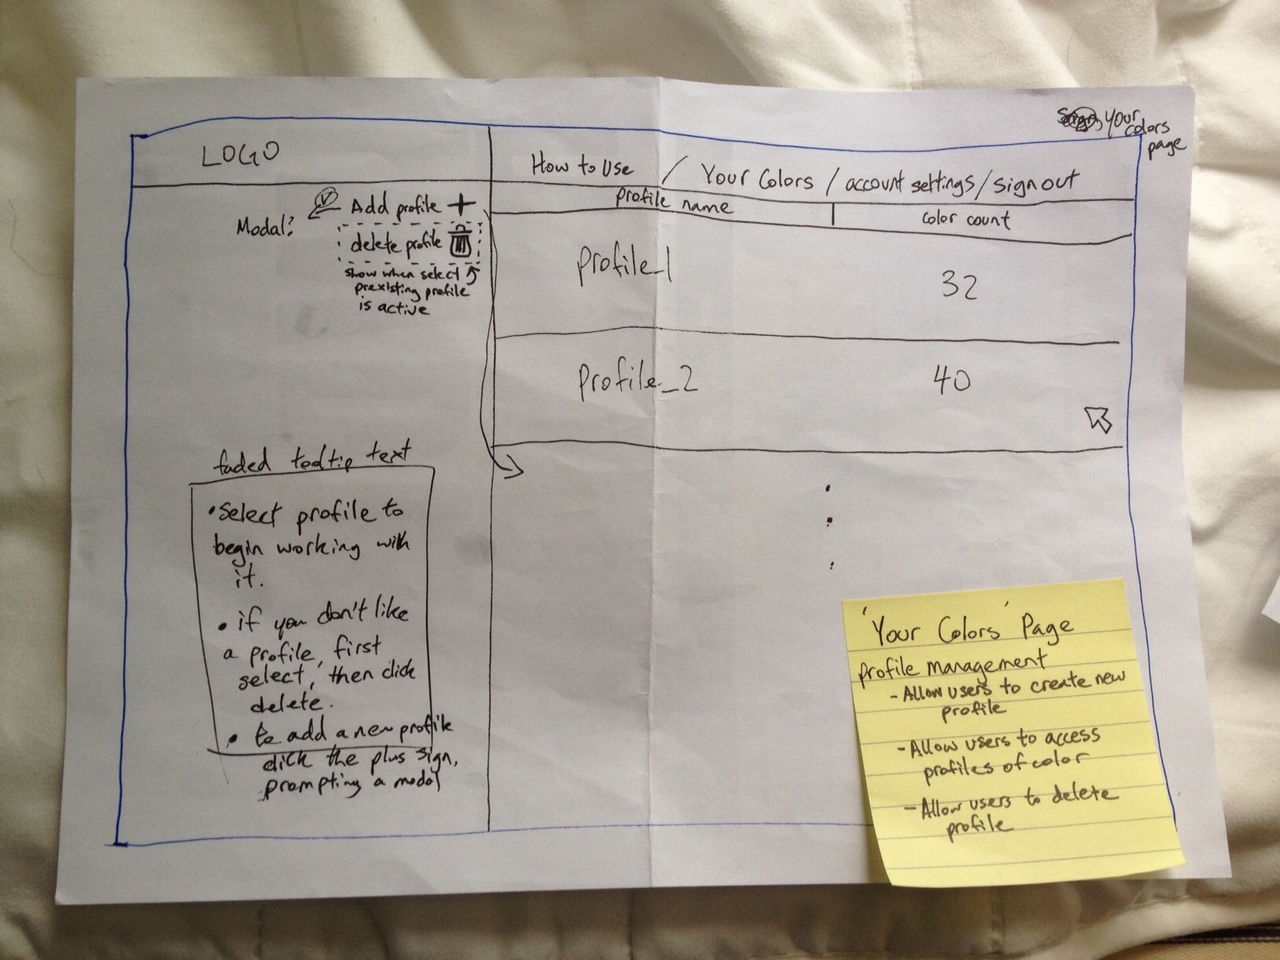 your
colors
page
LOGO
How to Use / Your Colors / account settings / sign out
profile name
color count
Modal?
Add profile +
delete profile
show when select
prexisting profile
is active
profile_1
32
profile_2
40
faded tooltip text
• Select profile to
begin working with
it.
• if you don't like
a profile, first
select, then click
delete.
• to add a new profile
click the plus sign,
prompting a modal
'Your Colors' Page
profile management
- Allow users to create new
profile
- Allow users to access
profiles of color
- Allow users to delete
profile